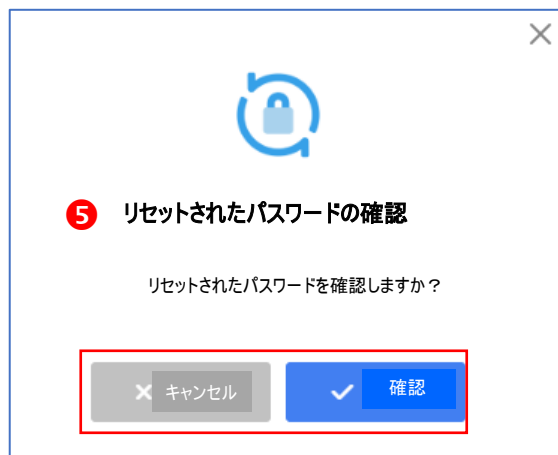 ❺ リセットされたパスワードの確認
リセットされたパスワードを確認しますか？
キャンセル 確認